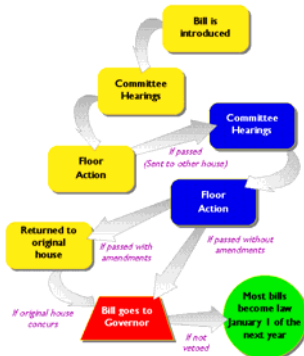 Bill is
introduced
Committee
Hearings
Committee
Hearings
If passed
(Sent to other house)
Floor
Action
Floor
Action
Returned to
original
house
If passed with
amendments
If passed without
amendments
If original house
concurs
Bill goes to
Governor
If not
vetoed
Most bills
become law
January 1 of the
next year